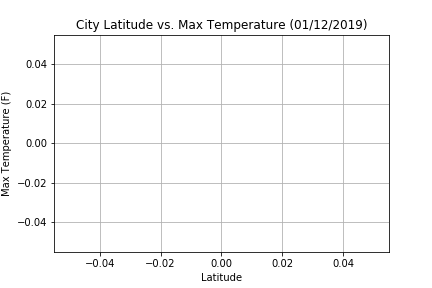 City Latitude vs. Max Temperature (01/12/2019)
Max Temperature (F)
0.04
0.02
0.00
−0.02
−0.04
−0.04 −0.02 0.00 0.02 0.04
Latitude